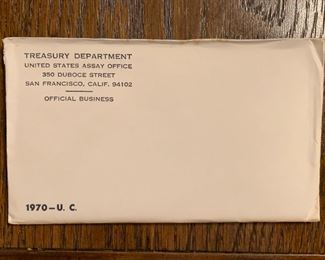 TREASURY DEPARTMENT
UNITED STATES ASSAY OFFICE
350 DUBOCE STREET
SAN FRANCISCO, CALIF. 94102
OFFICIAL BUSINESS
1970-U. C.